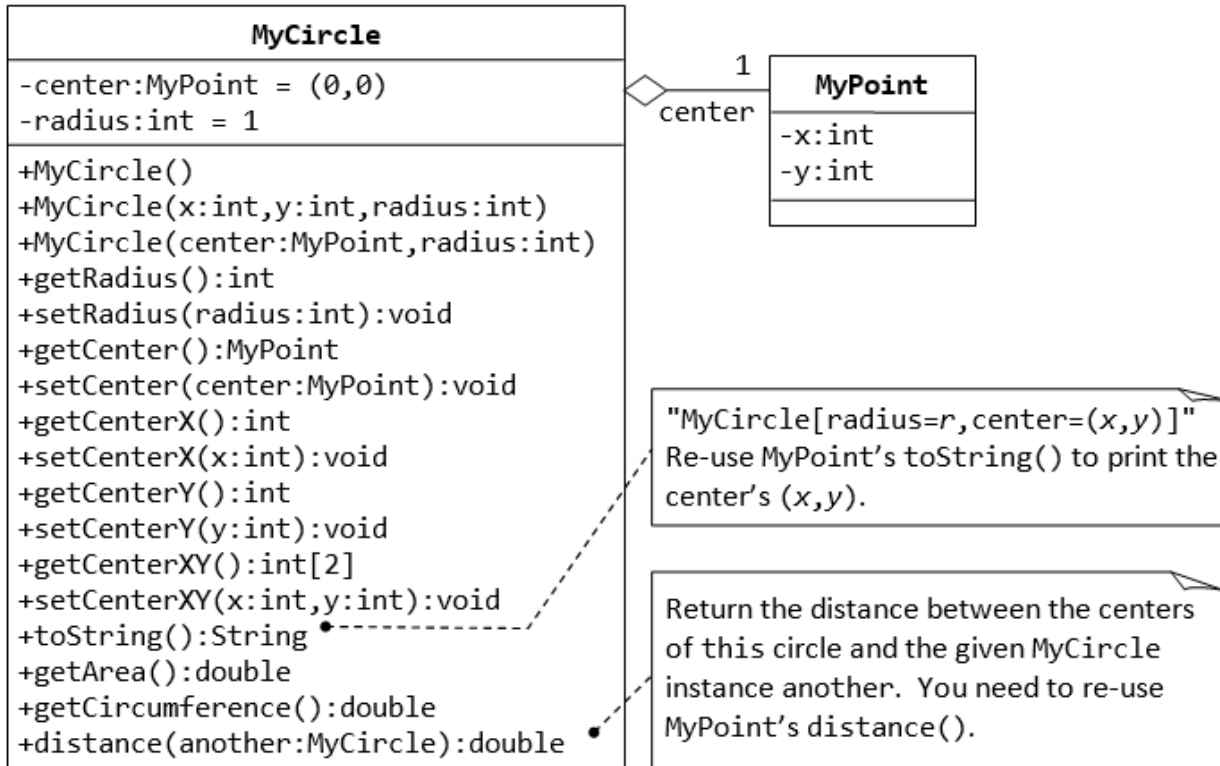 MyCircle
-center:MyPoint = (0,0)
-radius:int = 1
+MyCircle()
+MyCircle(x:int,y:int,radius:int)
+MyCircle(center:MyPoint,radius:int)
+getRadius():int
+setRadius(radius:int):void
+getCenter():MyPoint
+setCenter(center:MyPoint):void
+getCenterX():int
+setCenterX(x:int):void
+getCenterY():int
+setCenterY(y:int):void
+getCenterXY():int[2]
+setCenterXY(x:int,y:int):void
+toString():String
+getArea():double
+getCircumference():double
+distance(another:MyCircle):double
1
center
MyPoint
-x:int
-y:int
"MyCircle[radius=r,center=(x,y)]"
Re-use MyPoint's toString() to print the
center's (x,y).
Return the distance between the centers
of this circle and the given MyCircle
instance another. You need to re-use
MyPoint's distance().